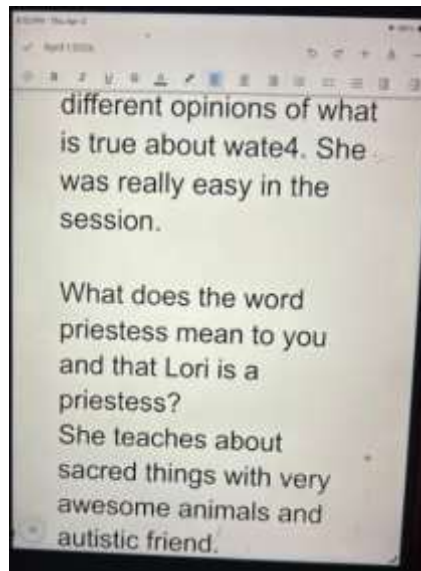 different opinions of what
is true about wate4. She
was really easy in the
session.
What does the word
priestess mean to you
and that Lori is a
priestess?
She teaches about
sacred things with very
awesome animals and
autistic friend.